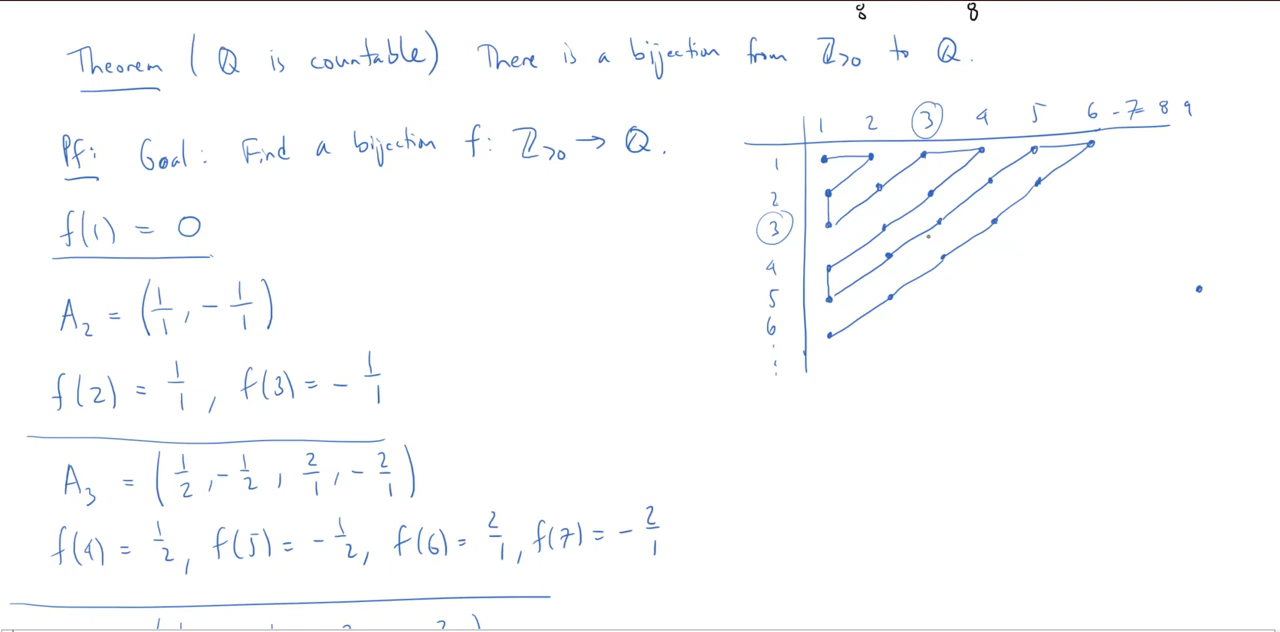 8 8
Theorem ( ℚ is countable) There is a bijection from ℤ>0 to ℚ.
1 2 3 4 5 6 - 7 = 8 9
Pf: Goal: Find a bijection f: ℤ>0 → ℚ.
1
2
3
4
5
6
⋮
f(1) = 0
A₂ = (1/1, - 1/1)
f(2) = 1/1, f(3) = - 1/1
A₃ = (1/2, - 1/2, 2/1, - 2/1)
f(4) = 1/2, f(5) = - 1/2, f(6) = 2/1, f(7) = - 2/1